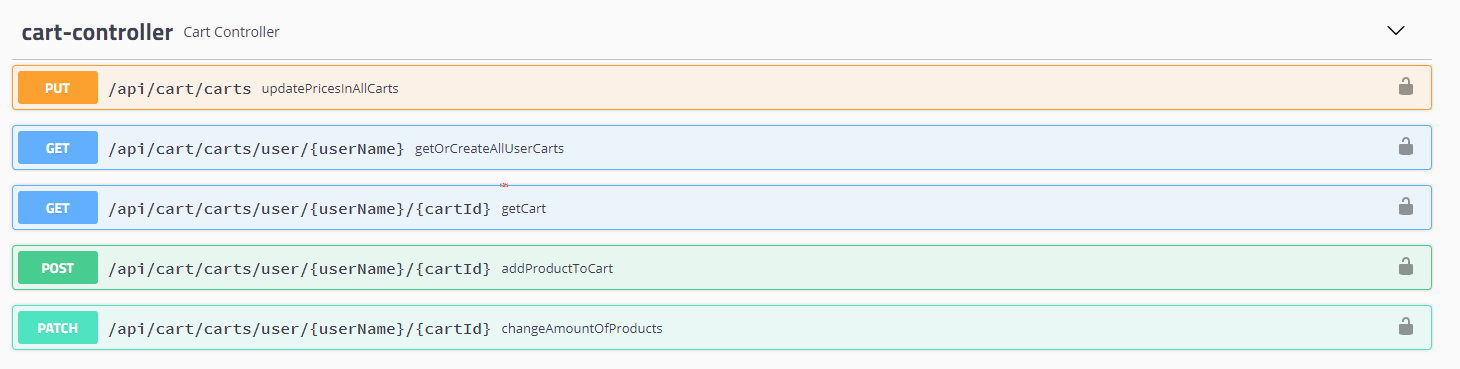 cart-controller Cart Controller
PUT /api/cart/carts updatePricesInAllCarts
GET /api/cart/carts/user/{userName} getOrCreateAllUserCarts
GET /api/cart/carts/user/{userName}/{cartId} getCart
POST /api/cart/carts/user/{userName}/{cartId} addProductToCart
PATCH /api/cart/carts/user/{userName}/{cartId} changeAmountOfProducts